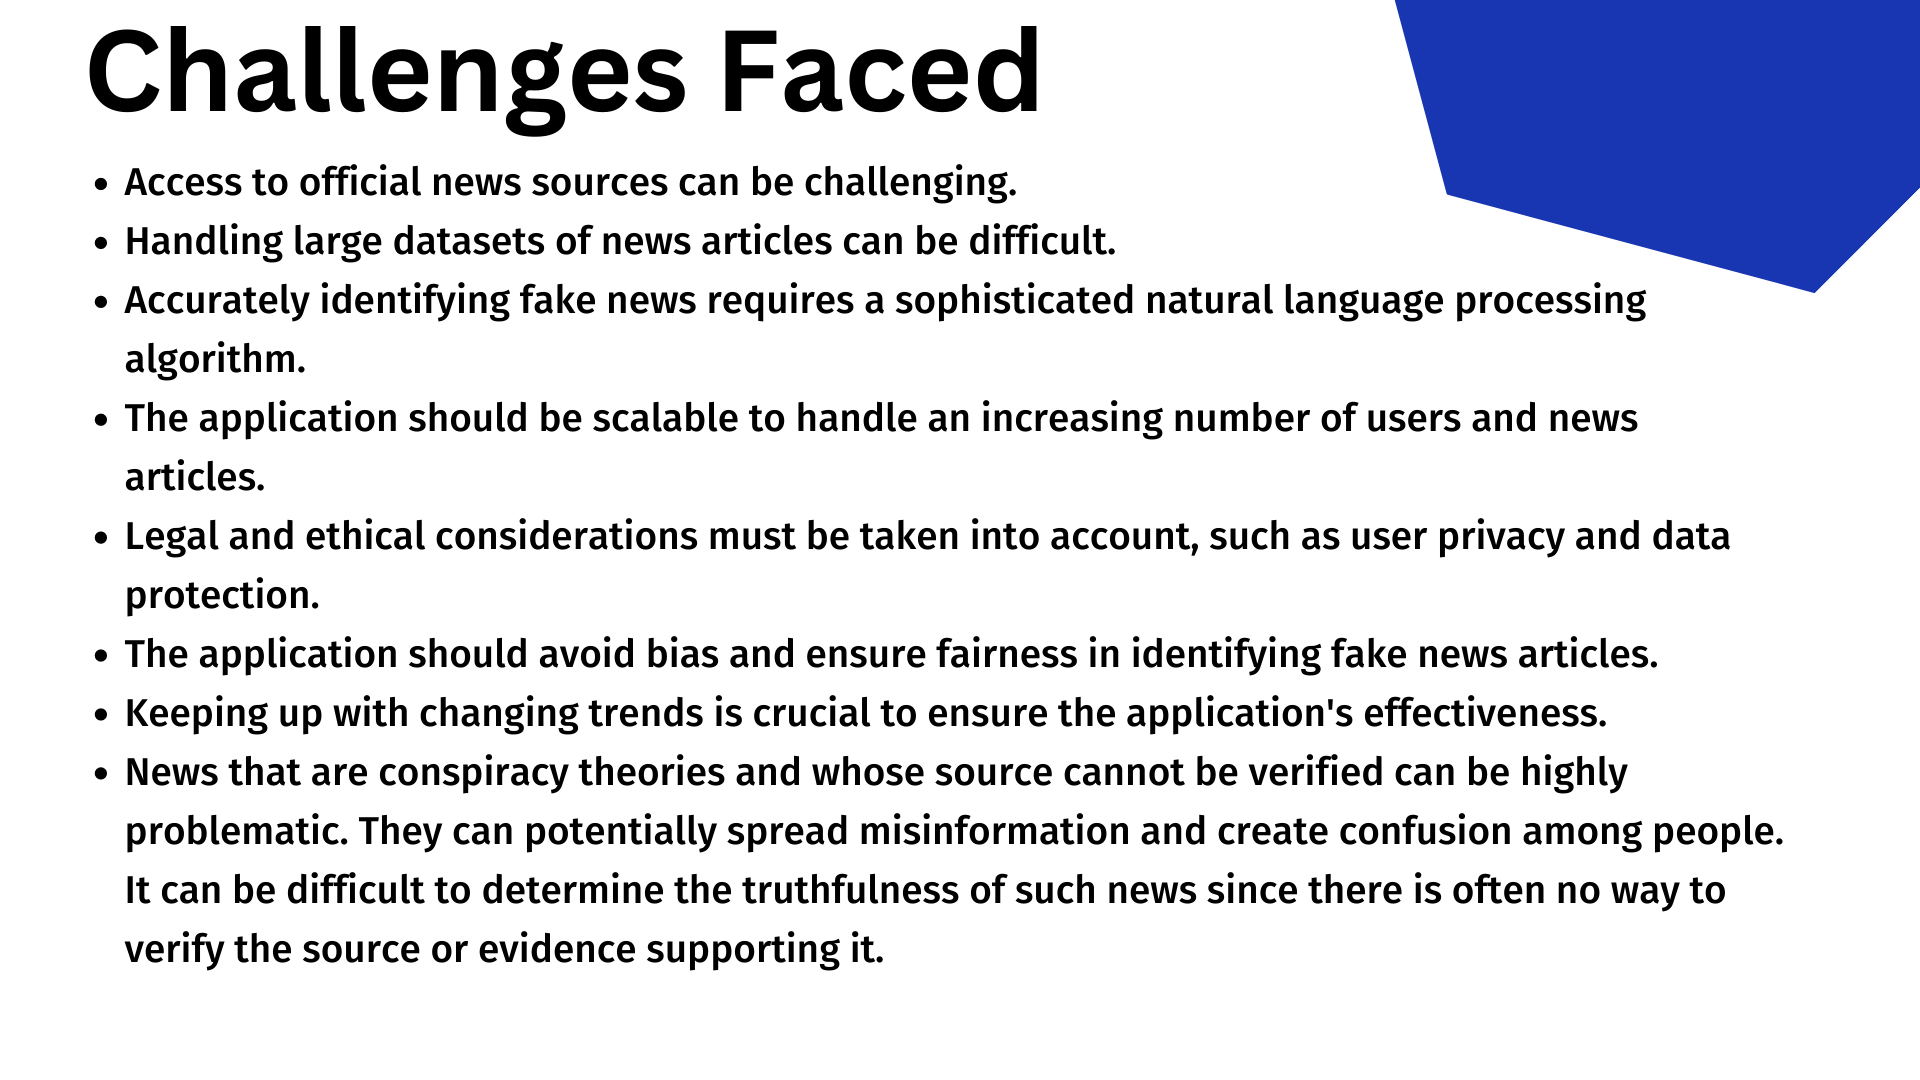 Challenges Faced
• Access to official news sources can be challenging.
• Handling large datasets of news articles can be difficult.
• Accurately identifying fake news requires a sophisticated natural language processing
algorithm.
• The application should be scalable to handle an increasing number of users and news
articles.
• Legal and ethical considerations must be taken into account, such as user privacy and data
protection.
• The application should avoid bias and ensure fairness in identifying fake news articles.
• Keeping up with changing trends is crucial to ensure the application's effectiveness.
• News that are conspiracy theories and whose source cannot be verified can be highly
problematic. They can potentially spread misinformation and create confusion among people.
It can be difficult to determine the truthfulness of such news since there is often no way to
verify the source or evidence supporting it.